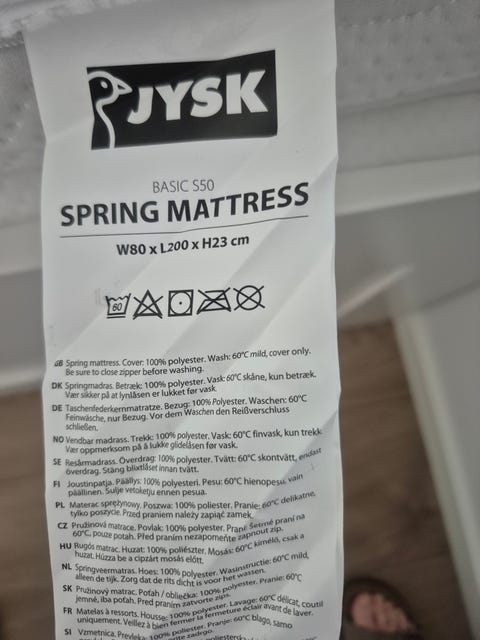 JYSK
BASIC S50
SPRING MATTRESS
W80 x L200 x H23 cm
60
GB Spring mattress. Cover: 100% polyester. Wash: 60°C mild, cover only.
Be sure to close zipper before washing.
DK Springmadras. Betræk: 100% polyester. Vask: 60°C skåne, kun betræk.
Vær sikker på at lynlåsen er lukket før vask.
DE Taschenfederkernmatratze. Bezug: 100% Polyester. Waschen: 60°C
Feinwäsche, nur Bezug. Vor dem Waschen den Reißverschluss
schließen.
NO Vendbar madrass. Trekk: 100% polyester. Vask: 60°C finvask, kun trekk.
Vær oppmerksom på å lukke glidelåsen før vask.
SE Resårmadrass. Överdrag: 100% polyester. Tvätt: 60°C skontvätt, endast
överdrag. Stäng blixtlåset innan tvätt.
FI Joustinpatja. Päällys: 100% polyesteri. Pesu: 60°C hienopesu, vain
päällinen. Sulje vetoketju ennen pesua.
PL Materac sprężynowy. Poszwa: 100% poliester. Pranie: 60°C delikatne,
tylko poszycie. Przed praniem należy zapiąć zamek.
CZ Pružinová matrace. Povlak: 100% polyester. Praní: Šetrné praní na
60°C, pouze potah. Před praním nezapomeňte zapnout zip.
HU Rugós matrac. Huzat: 100% poliészter. Mosás: 60°C kímélő, csak a
huzat. Húzza be a cipzárt mosás előtt.
NL Springveermatras. Hoes: 100% polyester. Wasinstructie: 60°C mild,
alleen de tijk. Zorg dat de rits dicht is voor het wassen.
SK Pružinový matrac. Poťah / obliečka: 100% polyester. Pranie: 60°C
jemné, iba poťah. Pred praním zatvorte zips.
FR Matelas à ressorts. Housse: 100% polyester. Lavage: 60°C délicat, coutil
uniquement. Veillez à bien fermer la fermeture éclair avant de laver.
SI Vzmetnica. Prevleka: 100% poliester. Pranje: 60°C blago, samo
zadrgo.